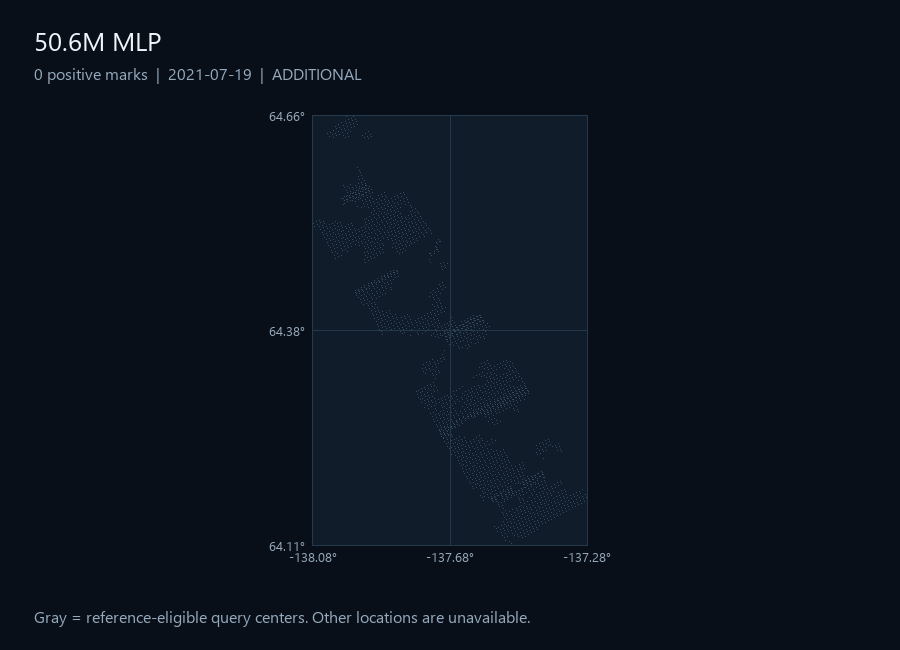 50.6M MLP
0 positive marks | 2021-07-19 | ADDITIONAL
64.66°
64.38°
64.11°
-138.08° -137.68° -137.28°
Gray = reference-eligible query centers. Other locations are unavailable.